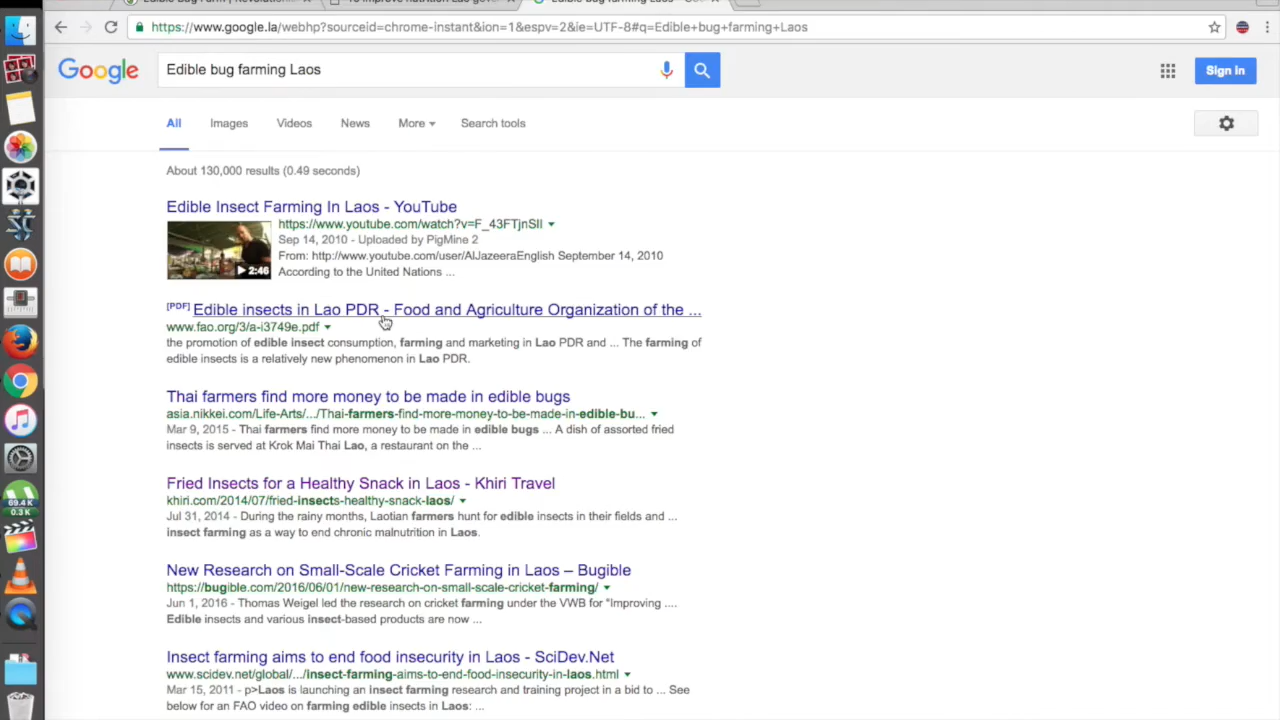 https://www.google.la/webhp?sourceid=chrome-instant&ion=1&espv=2&ie=UTF-8#q=Edible+bug+farming+Laos
Google
Edible bug farming Laos
Sign in
All Images Videos News More Search tools
About 130,000 results (0.49 seconds)
Edible Insect Farming In Laos - YouTube
https://www.youtube.com/watch?v=F_43FTjnSlI
Sep 14, 2010 - Uploaded by PigMine 2
2:46
From: http://www.youtube.com/user/AlJazeeraEnglish September 14, 2010
According to the United Nations ...
[PDF] Edible insects in Lao PDR - Food and Agriculture Organization of the ...
www.fao.org/3/a-i3749e.pdf
the promotion of edible insect consumption, farming and marketing in Lao PDR and ... The farming of
edible insects is a relatively new phenomenon in Lao PDR.
Thai farmers find more money to be made in edible bugs
asia.nikkei.com/Life-Arts/.../Thai-farmers-find-more-money-to-be-made-in-edible-bu...
Mar 9, 2015 - Thai farmers find more money to be made in edible bugs ... A dish of assorted fried
insects is served at Krok Mai Thai Lao, a restaurant on the ...
Fried Insects for a Healthy Snack in Laos - Khiri Travel
khiri.com/2014/07/fried-insects-healthy-snack-laos/
Jul 31, 2014 - During the rainy months, Laotian farmers hunt for edible insects in their fields and ...
insect farming as a way to end chronic malnutrition in Laos.
New Research on Small-Scale Cricket Farming in Laos – Bugible
https://bugible.com/2016/06/01/new-research-on-small-scale-cricket-farming/
Jun 1, 2016 - Thomas Weigel led the research on cricket farming under the VWB for "Improving ....
Edible insects and various insect-based products are now ...
Insect farming aims to end food insecurity in Laos - SciDev.Net
www.scidev.net/global/.../insect-farming-aims-to-end-food-insecurity-in-laos.html
Mar 15, 2011 - p>Laos is launching an insect farming research and training project in a bid to ... See
below for an FAO video on farming edible insects in Laos: ...
69.4 K
0.3 K